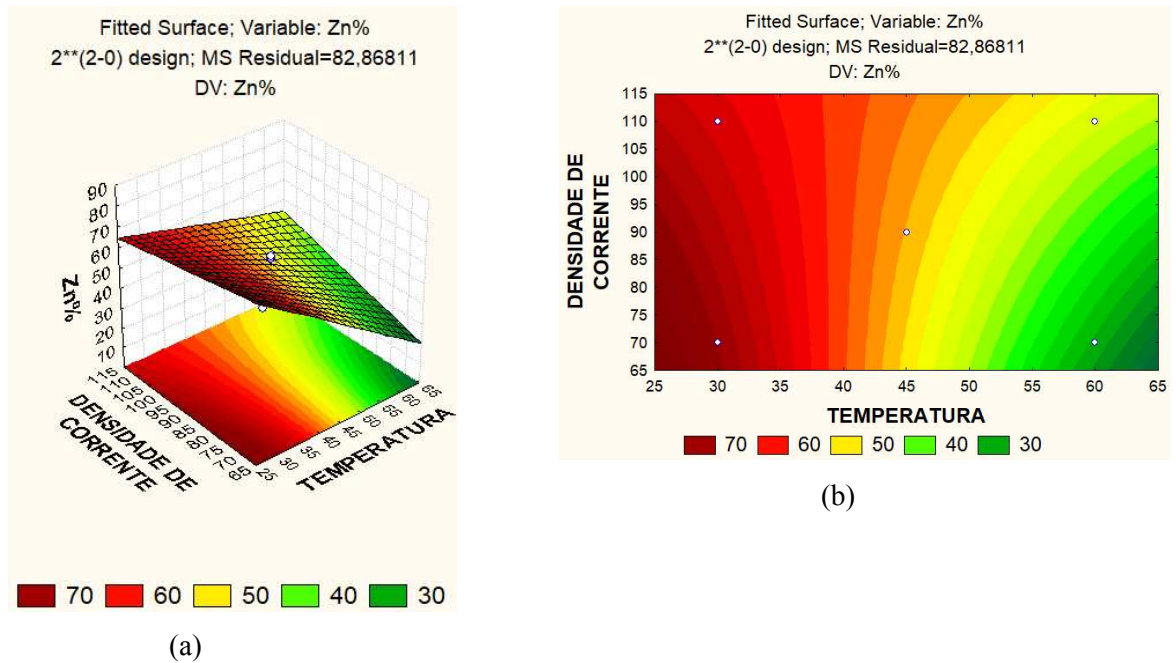 Fitted Surface; Variable: Zn%
2**(2-0) design; MS Residual=82,86811
DV: Zn%
90
80
70
60
50
40
30
20
10
Zn%
DENSIDADE DE
CORRENTE
25
30
35
40
45
50
55
60
65
TEMPERATURA
70 60 50 40 30
(a)
Fitted Surface; Variable: Zn%
2**(2-0) design; MS Residual=82,86811
DV: Zn%
115
110
105
100
95
90
85
80
75
70
65
DENSIDADE DE
CORRENTE
25 30 35 40 45 50 55 60 65
TEMPERATURA
70 60 50 40 30
(b)